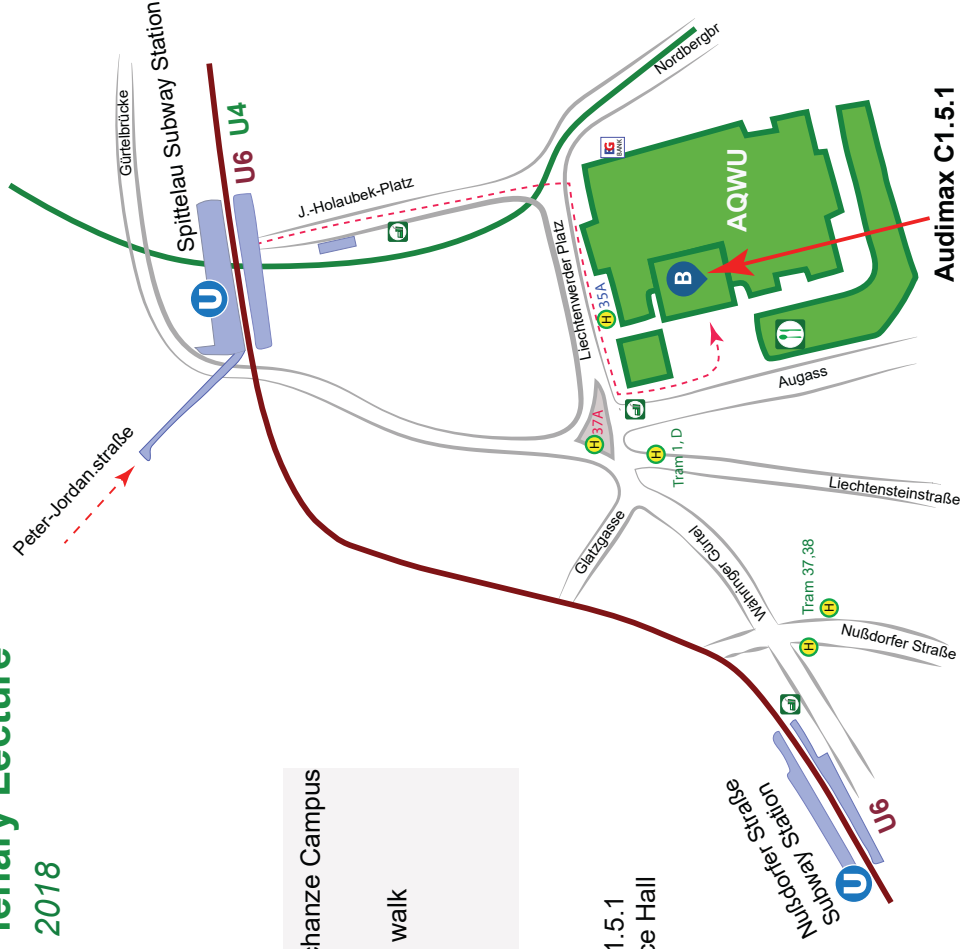 Lecture
2018
Campus
walk
1.5.1
Hall
Gürtelbrücke
Spittelau Subway Station
U6 U4
U
Peter-Jordan.straße
J.-Holaubek-Platz
Nordbergbr
BANK
AQWU
B
Audimax C1.5.1
Liechtenwerder Platz
H 35A
H 37A
Augass
H
Tram 1, D
Liechtensteinstraße
Glatzgasse
Währinger Gürtel
Tram 37,38
H
H
Nußdorfer Straße
Nußdorfer Straße
Subway Station
U
U6